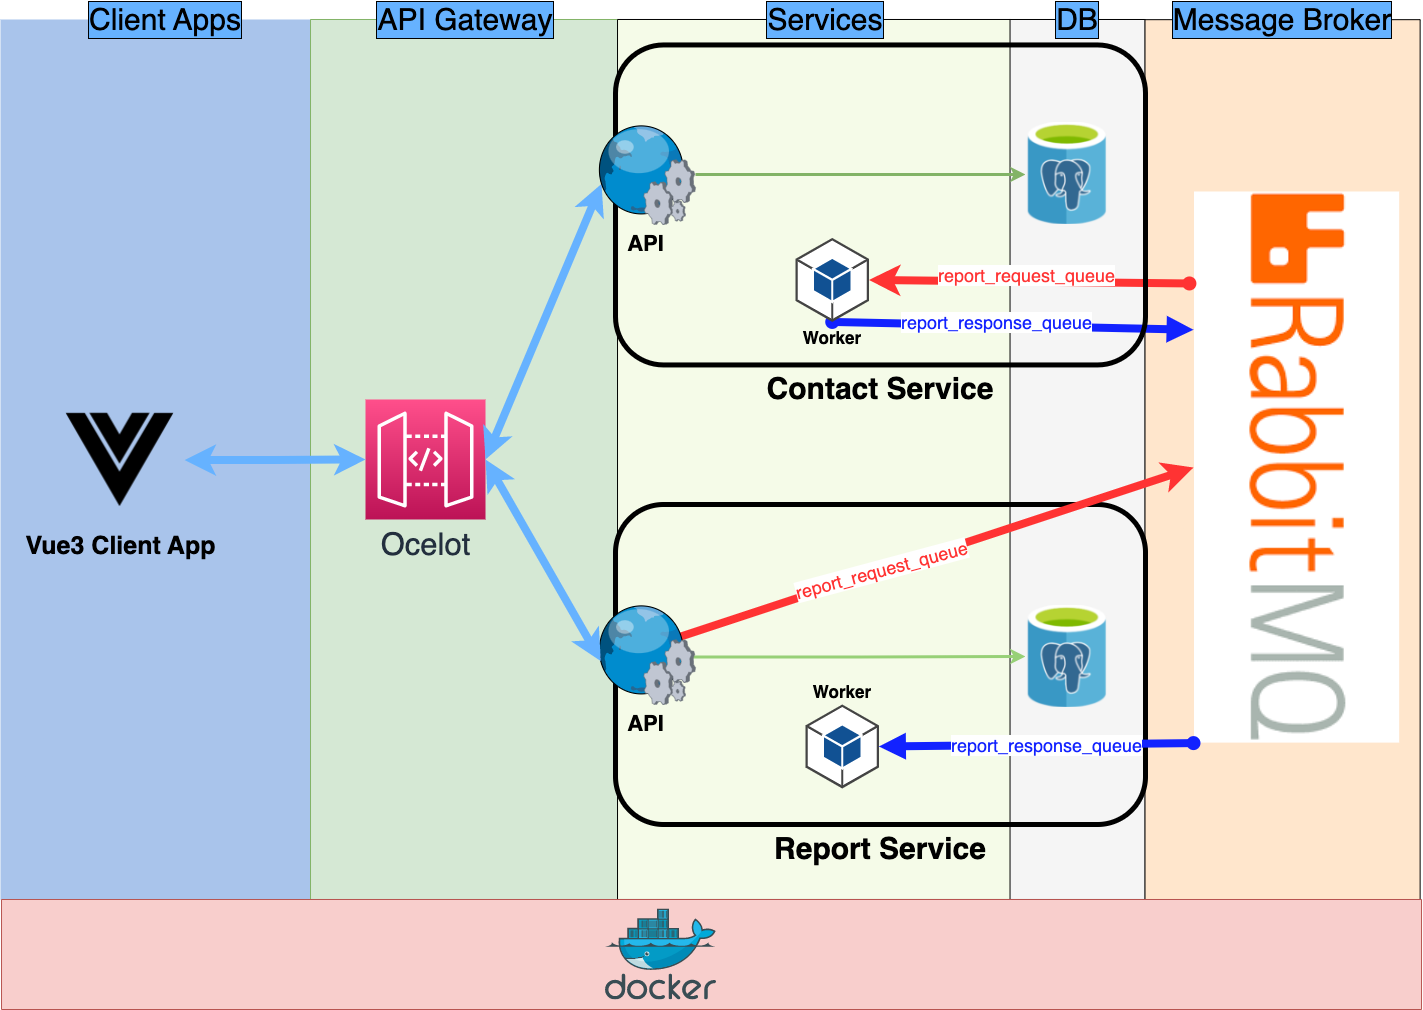 Client Apps
API Gateway
Services
DB
Message Broker
API
report_request_queue
report_response_queue
Worker
Contact Service
</>
Vue3 Client App
Ocelot
RabbitMQ
report_request_queue
API
Worker
report_response_queue
Report Service
docker